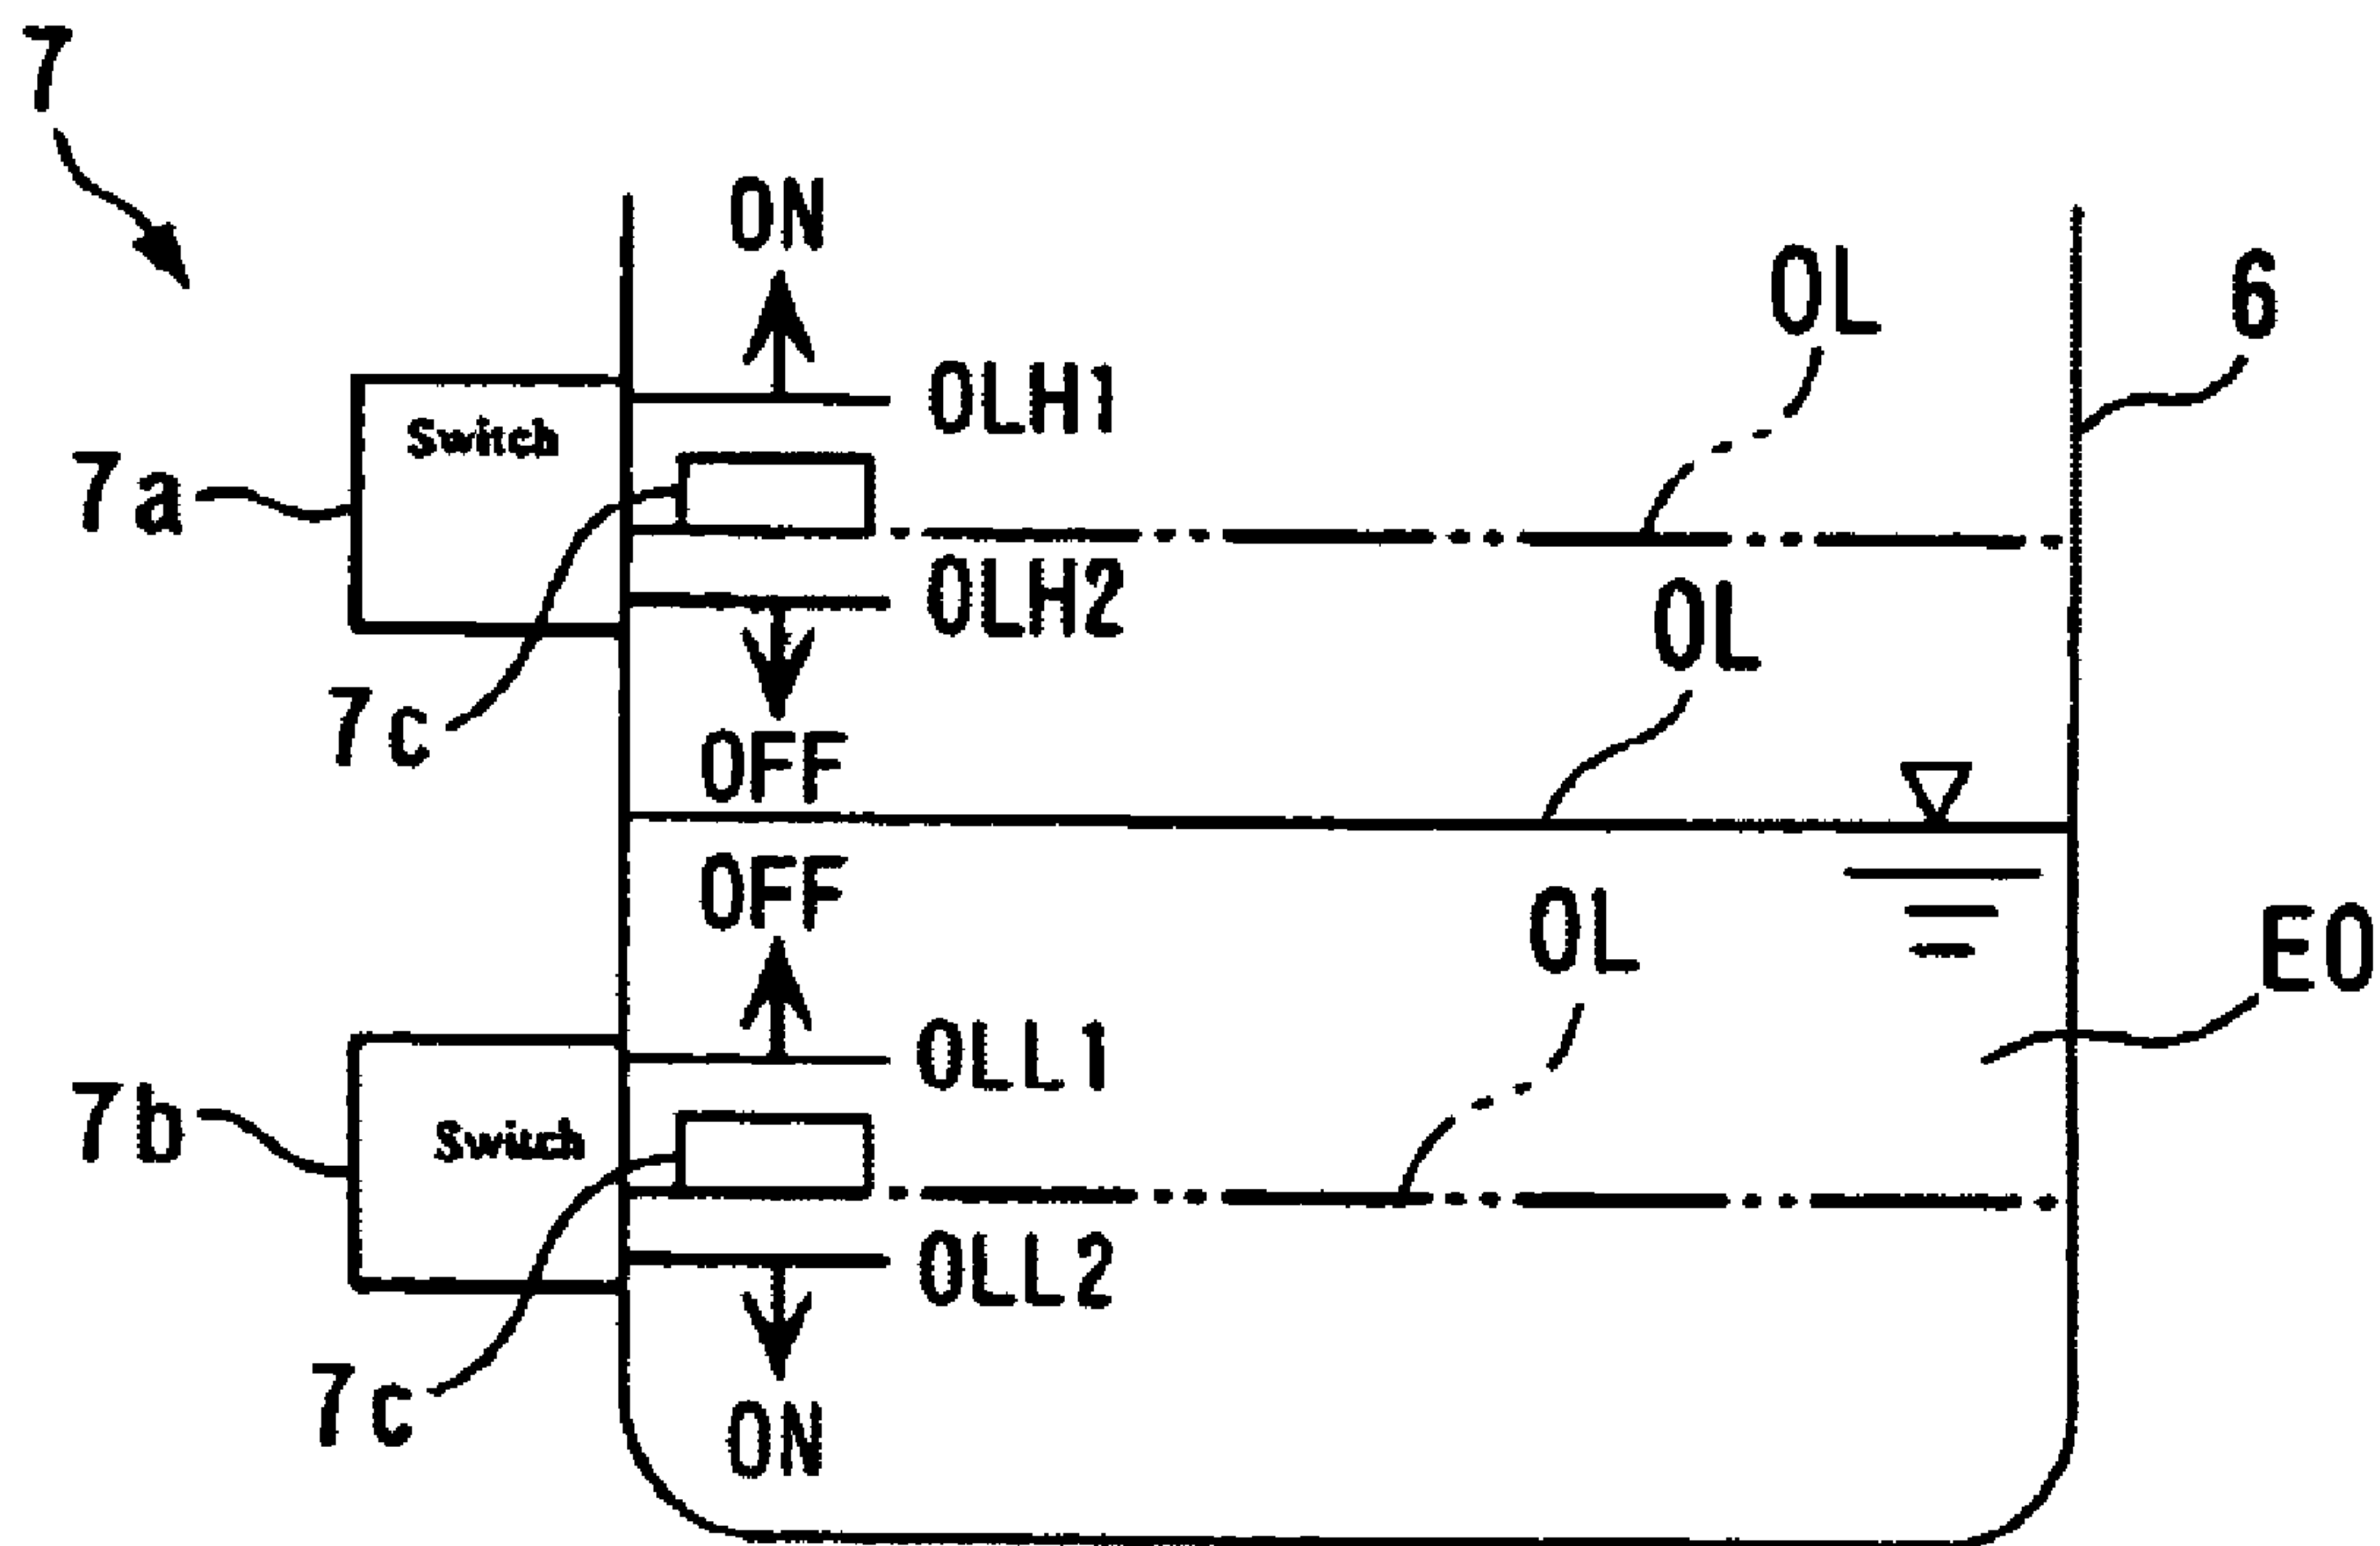 7
ON
OL
6
OLH1
Switch
7a
OLH2
OL
7c
OFF
OFF
OL
EO
OLL1
7b
Switch
OLL2
7c
ON